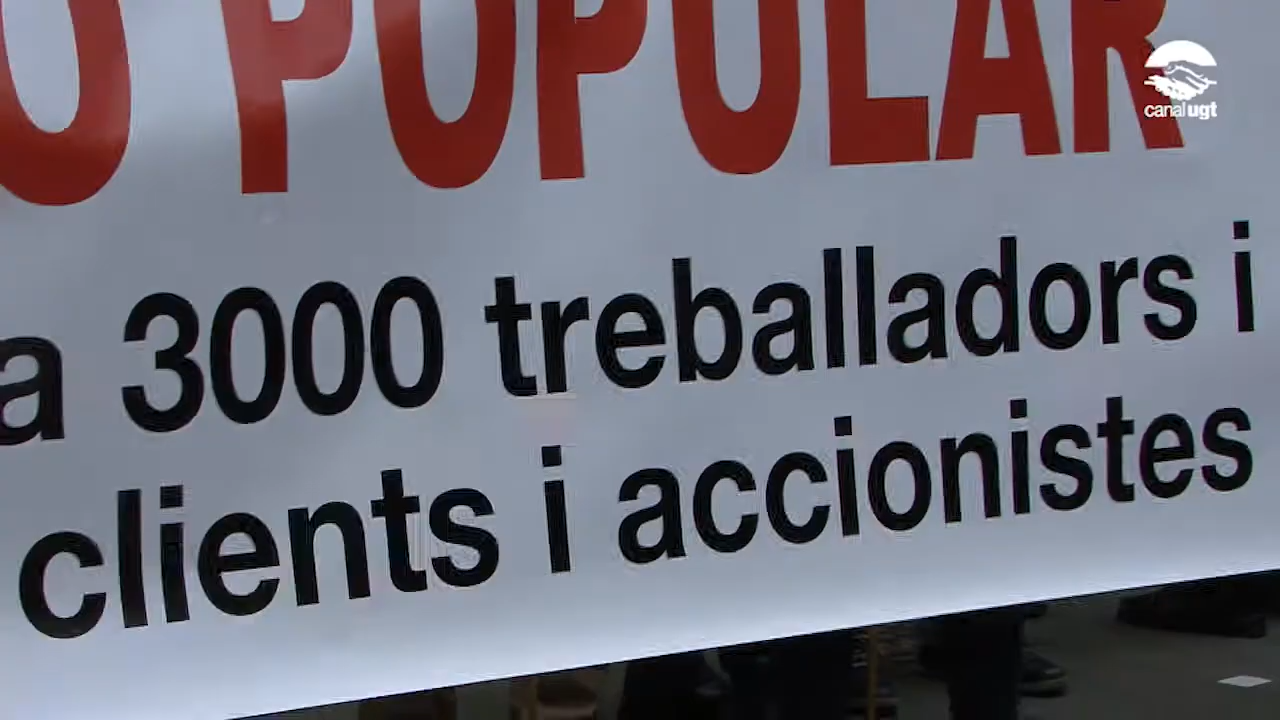 O POPULAR
a 3000 treballadors i
clients i accionistes
canalugt